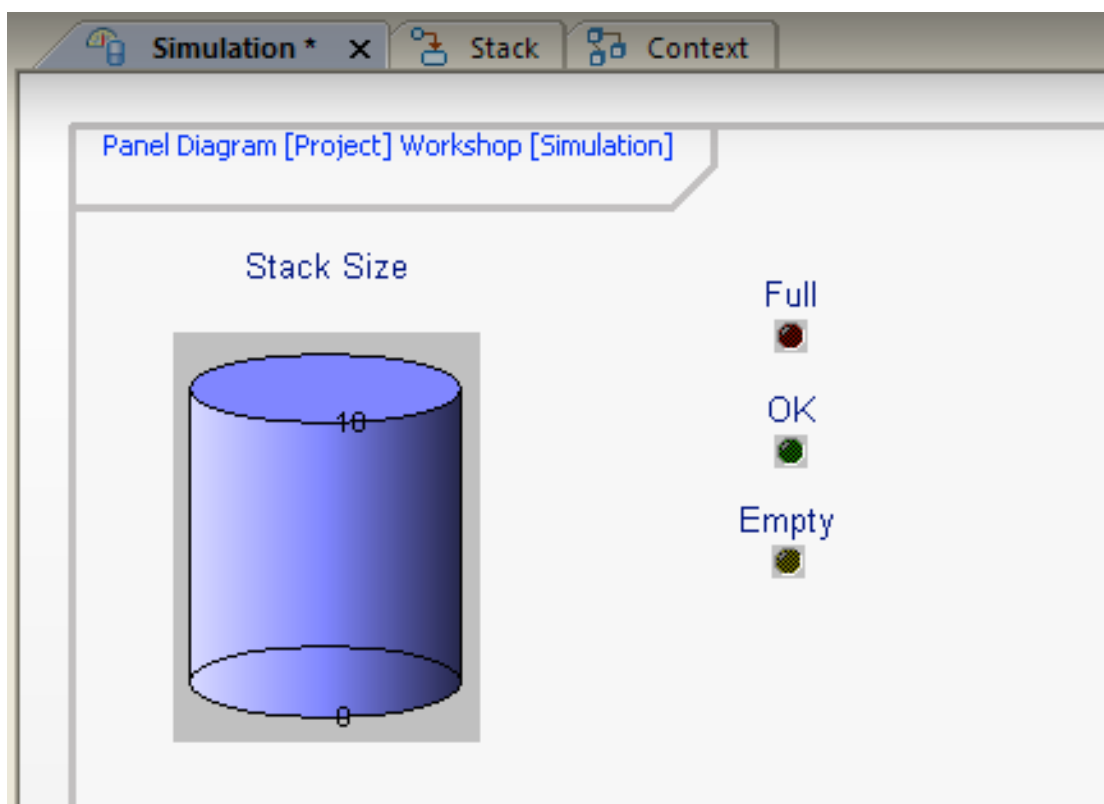 Simulation *
Stack
Context
Panel Diagram [Project] Workshop [Simulation]
Stack Size
Full
10
OK
Empty
0